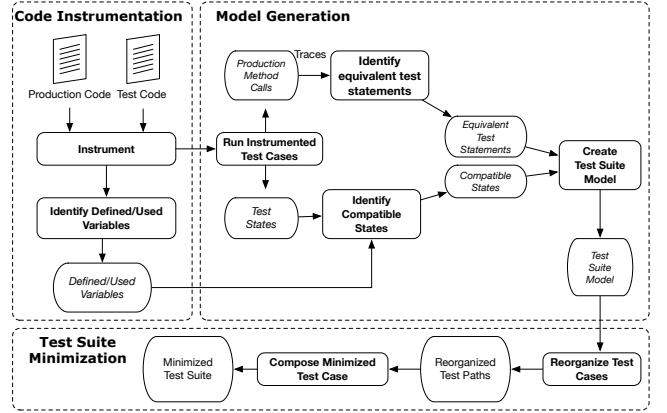 Code Instrumentation
Production Code
Test Code
Instrument
Identify Defined/Used
Variables
Defined/Used
Variables
Model Generation
Production
Method
Calls
Traces
Identify
equivalent test
statements
Run Instrumented
Test Cases
Test
States
Identify
Compatible
States
Equivalent
Test
Statements
Compatible
States
Create
Test Suite
Model
Test
Suite
Model
Test Suite
Minimization
Minimized
Test Suite
Compose Minimized
Test Case
Reorganized
Test Paths
Reorganize Test
Cases